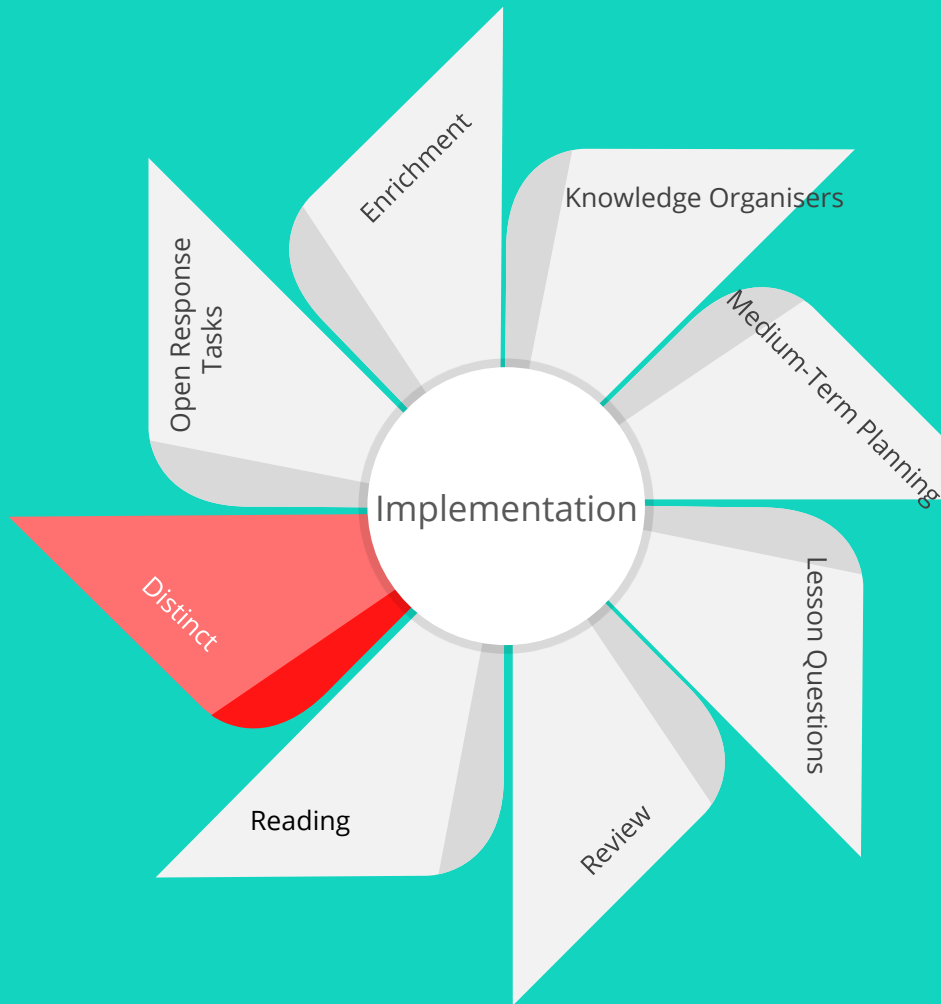 Enrichment
Knowledge Organisers
Medium-Term Planning
Open Response
Tasks
Implementation
Distinct
Lesson Questions
Reading
Review